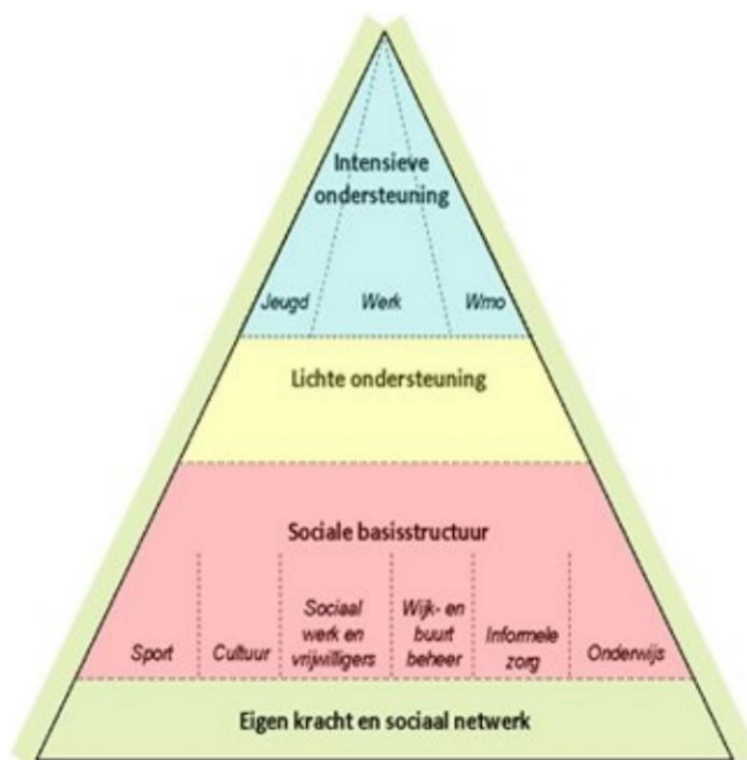 Intensieve
ondersteuning
Jeugd
Werk
Wmo
Lichte ondersteuning
Sociale basisstructuur
Sport
Cultuur
Sociaal
werk en
vrijwilligers
Wijk- en
buurt
beheer
Informele
zorg
Onderwijs
Eigen kracht en sociaal netwerk